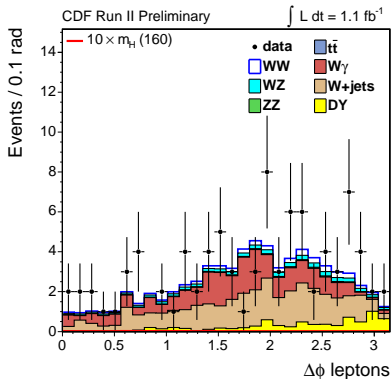 CDF Run II Preliminary ∫ L dt = 1.1 fb⁻¹
10 × m_H (160)
data
WW
WZ
ZZ
tt̄
Wγ
W+jets
DY
Events / 0.1 rad
14
12
10
8
6
4
2
0
0 0.5 1 1.5 2 2.5 3
Δφ leptons